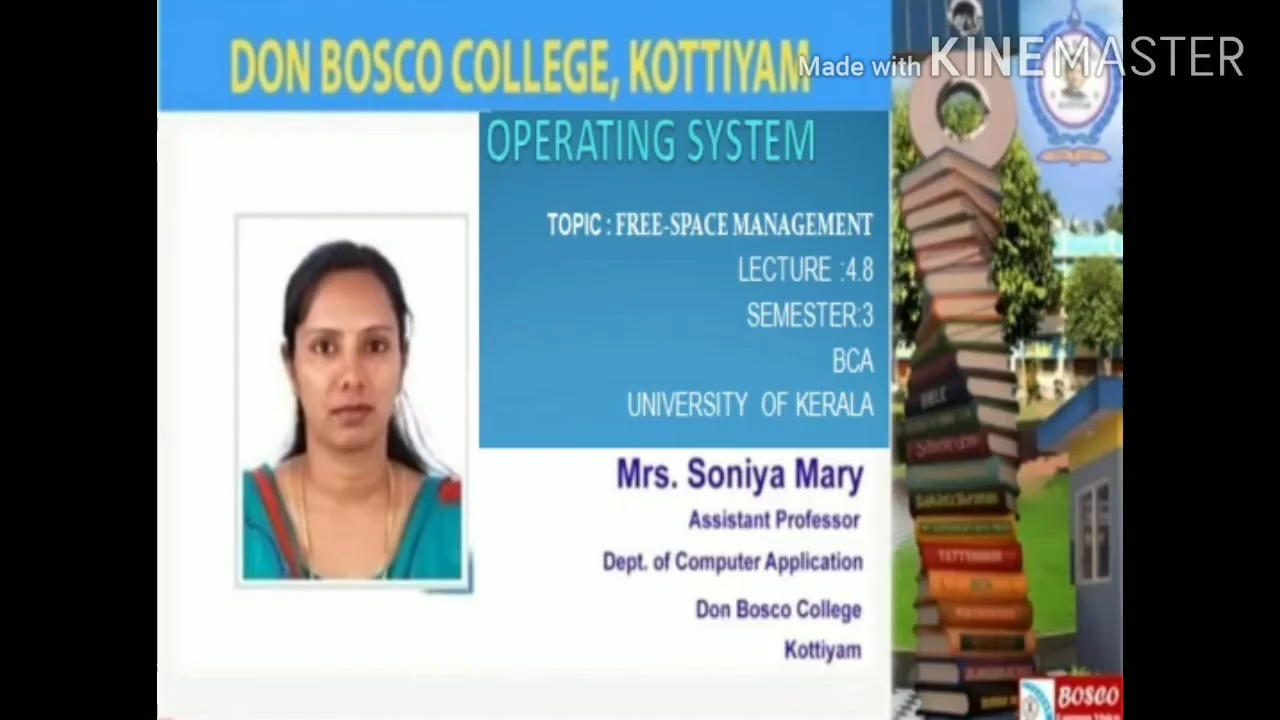 DON BOSCO COLLEGE, KOTTIYAM
Made with KINEMASTER
OPERATING SYSTEM
TOPIC : FREE-SPACE MANAGEMENT
LECTURE :4.8
SEMESTER:3
BCA
UNIVERSITY OF KERALA
Mrs. Soniya Mary
Assistant Professor
Dept. of Computer Application
Don Bosco College
Kottiyam
BOSCO